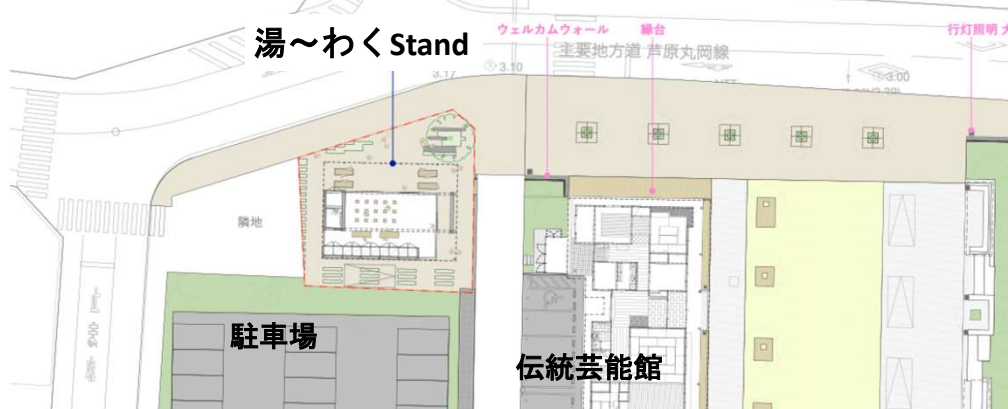 湯～わくStand
ウェルカムウォール
縁台
行灯照明
主要地方道 芦原丸岡線
3.17
3.10
3.00
隣地
駐車場
伝統芸能館